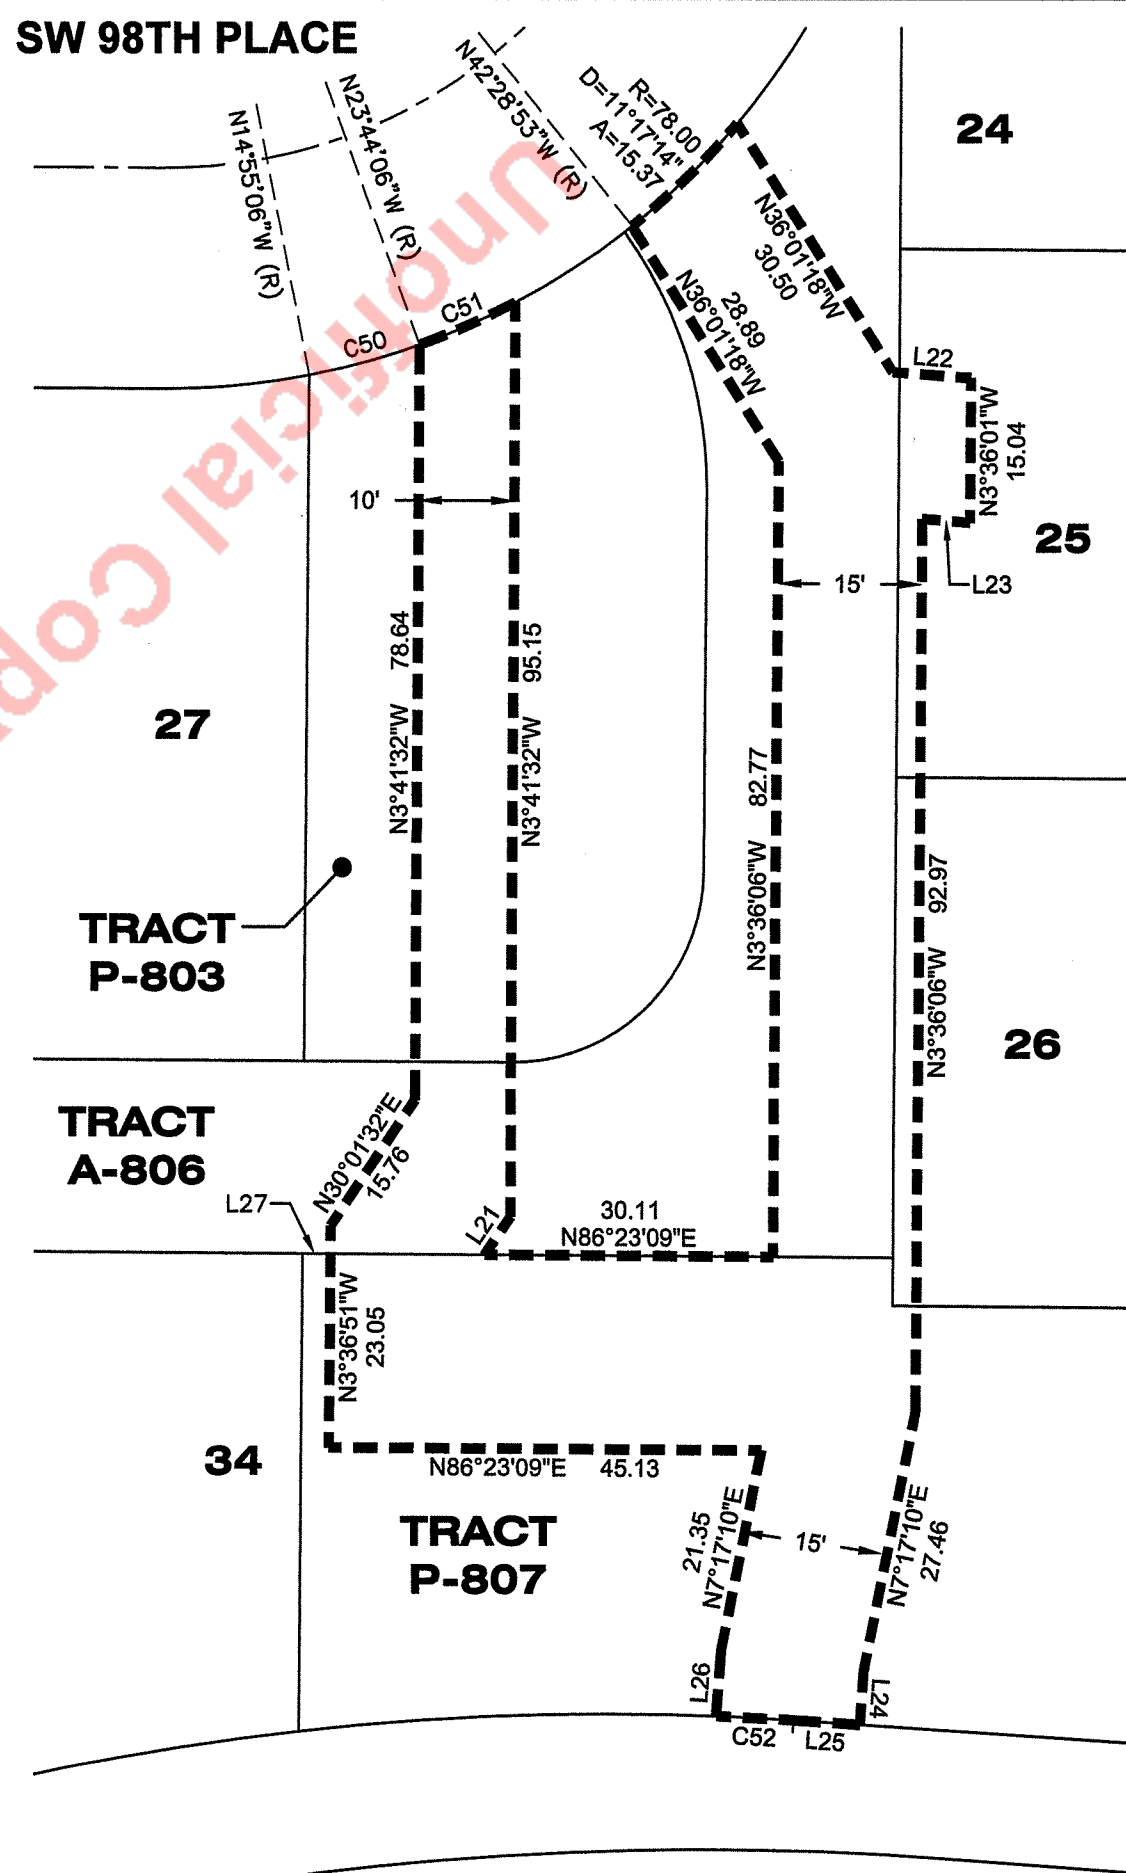 SW 98TH PLACE
N14°55'06"W (R)
N23°44'06"W (R)
N42°28'53"W (R)
R=78.00
D=11°17'14"
A=15.37
24
N36°01'18"W
30.50
28.89
N36°01'18"W
C50
C51
L22
N3°36'01"W
15.04
25
L23
10'
15'
Unofficial Cop
78.64
N3°41'32"W
95.15
N3°41'32"W
27
82.77
N3°36'06"W
92.97
N3°36'06"W
TRACT
P-803
26
TRACT
A-806
N30°01'32"E
15.76
L27
L21
30.11
N86°23'09"E
N3°36'51"W
23.05
34
N86°23'09"E 45.13
TRACT
P-807
21.35
N7°17'10"E
15'
N7°17'10"E
27.46
L26
L24
C52
L25